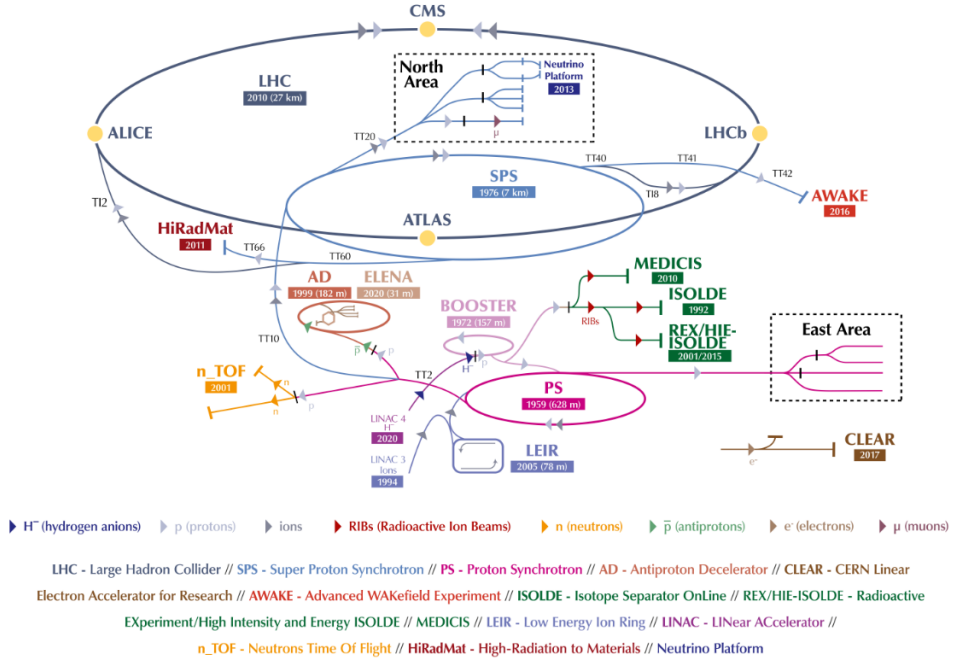 CMS
North
Area
Neutrino
Platform
2013
LHC
2010 (27 km)
μ
ALICE
LHCb
TT20
TT40
TT41
TT42
SPS
1976 (7 km)
TI8
AWAKE
2016
TI2
HiRadMat
2011
ATLAS
TT66
TT60
MEDICIS
2010
AD
1999 (182 m)
ELENA
2020 (31 m)
ISOLDE
1992
BOOSTER
1972 (157 m)
RIBs
REX/HIE-
ISOLDE
2001/2015
East Area
TT10
p̅
p
H⁻
p
n_TOF
2001
TT2
PS
1959 (628 m)
n
n
p
LINAC 4
H⁻
2020
LINAC 3
Ions
1994
LEIR
2005 (78 m)
CLEAR
2017
e⁻
H⁻ (hydrogen anions) p (protons) ions RIBs (Radioactive Ion Beams) n (neutrons) p̅ (antiprotons) e⁻ (electrons) μ (muons)
LHC - Large Hadron Collider // SPS - Super Proton Synchrotron // PS - Proton Synchrotron // AD - Antiproton Decelerator // CLEAR - CERN Linear
Electron Accelerator for Research // AWAKE - Advanced WAKefield Experiment // ISOLDE - Isotope Separator OnLine // REX/HIE-ISOLDE - Radioactive
EXperiment/High Intensity and Energy ISOLDE // MEDICIS // LEIR - Low Energy Ion Ring // LINAC - LINear ACcelerator //
n_TOF - Neutrons Time Of Flight // HiRadMat - High-Radiation to Materials // Neutrino Platform